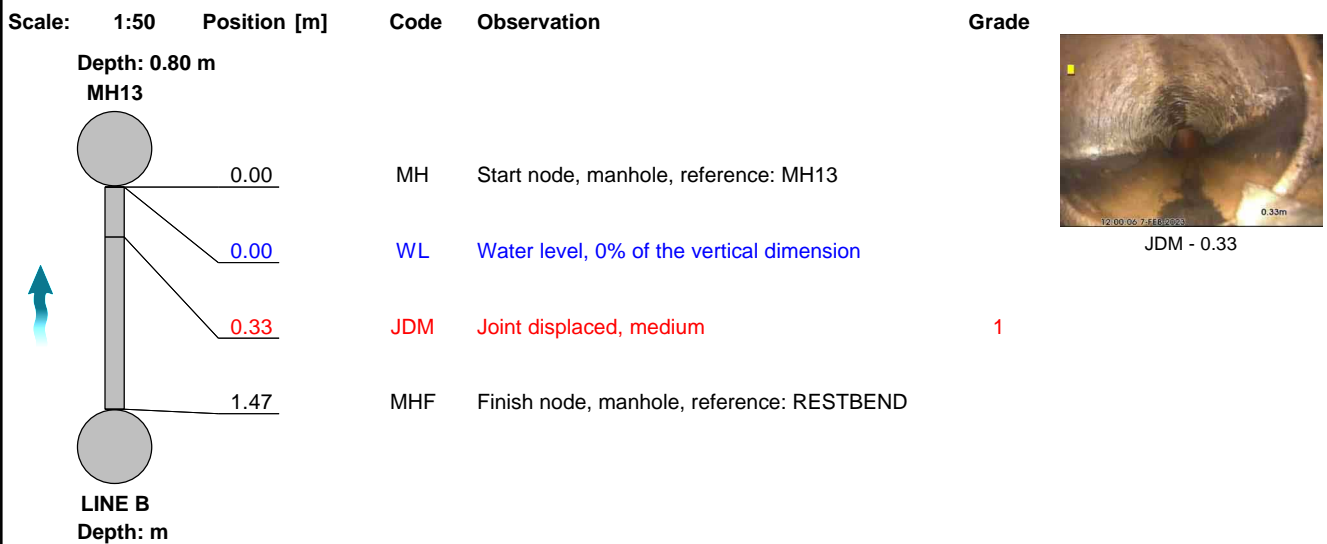 Scale: 1:50 Position [m] Code Observation Grade
Depth: 0.80 m
MH13
0.00 MH Start node, manhole, reference: MH13
0.00 WL Water level, 0% of the vertical dimension
0.33 JDM Joint displaced, medium 1
1.47 MHF Finish node, manhole, reference: RESTBEND
LINE B
Depth: m
0.33m
12:00:06 7-FEB-2023
JDM - 0.33